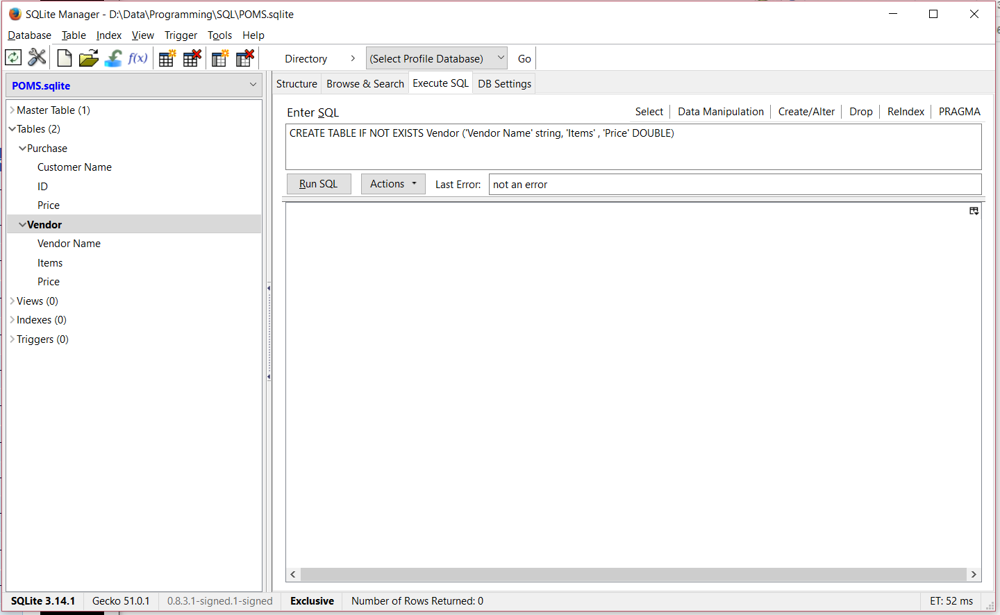 SQLite Manager - D:\Data\Programming\SQL\POMS.sqlite
Database Table Index View Trigger Tools Help
f(x) Directory (Select Profile Database) Go
POMS.sqlite
Master Table (1)
Tables (2)
Purchase
Customer Name
ID
Price
Vendor
Vendor Name
Items
Price
Views (0)
Indexes (0)
Triggers (0)
Structure Browse & Search Execute SQL DB Settings
Enter SQL Select Data Manipulation Create/Alter Drop ReIndex PRAGMA
CREATE TABLE IF NOT EXISTS Vendor ('Vendor Name' string, 'Items' , 'Price' DOUBLE)
Run SQL Actions Last Error: not an error
SQLite 3.14.1 Gecko 51.0.1 0.8.3.1-signed.1-signed Exclusive Number of Rows Returned: 0 ET: 52 ms